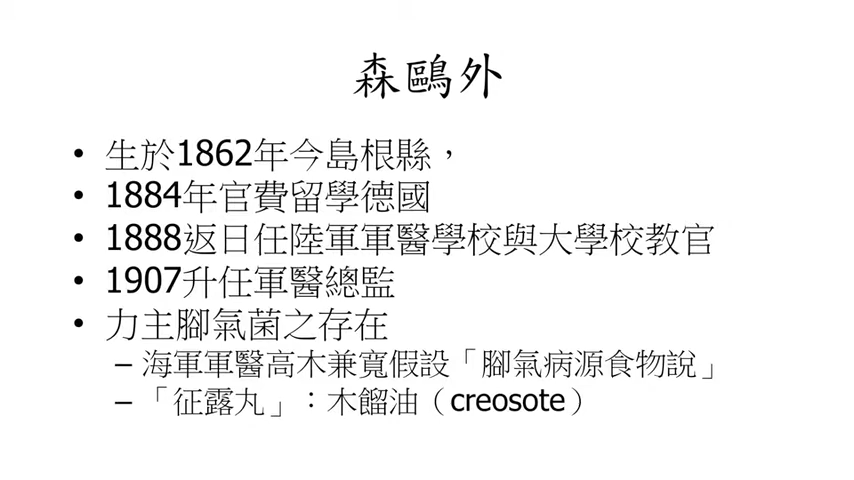 森鷗外
• 生於1862年今島根縣，
• 1884年官費留學德國
• 1888返日任陸軍軍醫學校與大學校教官
• 1907升任軍醫總監
• 力主腳氣菌之存在
– 海軍軍醫高木兼寬假設「腳氣病源食物說」
– 「征露丸」：木餾油（creosote）